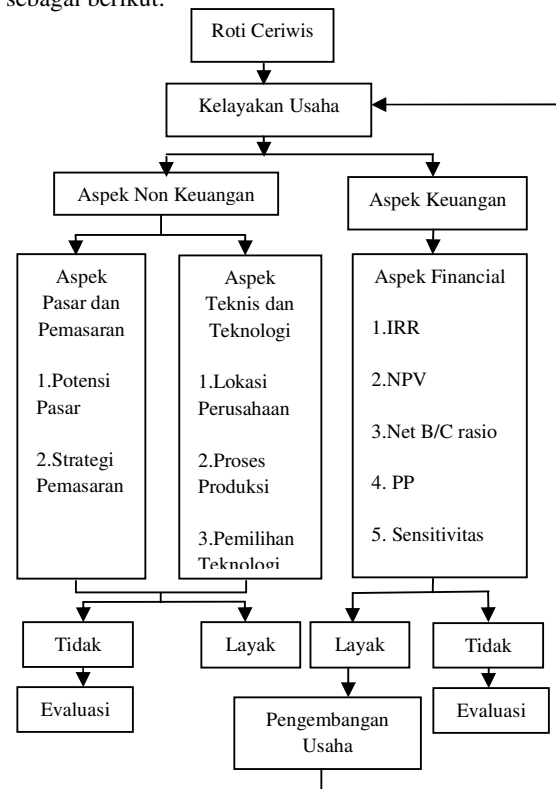 sebagai berikut:
Roti Ceriwis
Kelayakan Usaha
Aspek Non Keuangan
Aspek Keuangan
Aspek
Pasar dan
Pemasaran
1.Potensi
Pasar
2.Strategi
Pemasaran
Aspek
Teknis dan
Teknologi
1.Lokasi
Perusahaan
2.Proses
Produksi
3.Pemilihan
Teknologi
Aspek Financial
1.IRR
2.NPV
3.Net B/C rasio
4. PP
5. Sensitivitas
Tidak
Layak
Layak
Tidak
Evaluasi
Pengembangan
Usaha
Evaluasi